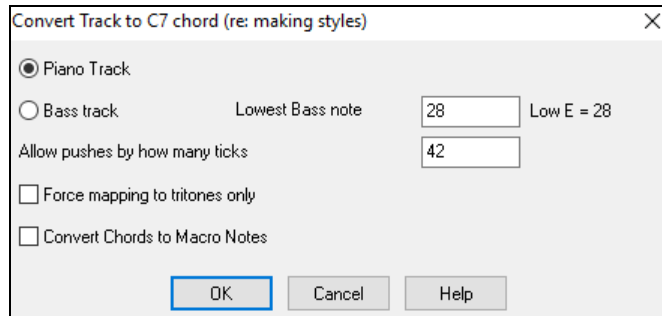 Convert Track to C7 chord (re: making styles)
Piano Track
Bass track Lowest Bass note 28 Low E = 28
Allow pushes by how many ticks 42
Force mapping to tritones only
Convert Chords to Macro Notes
OK Cancel Help